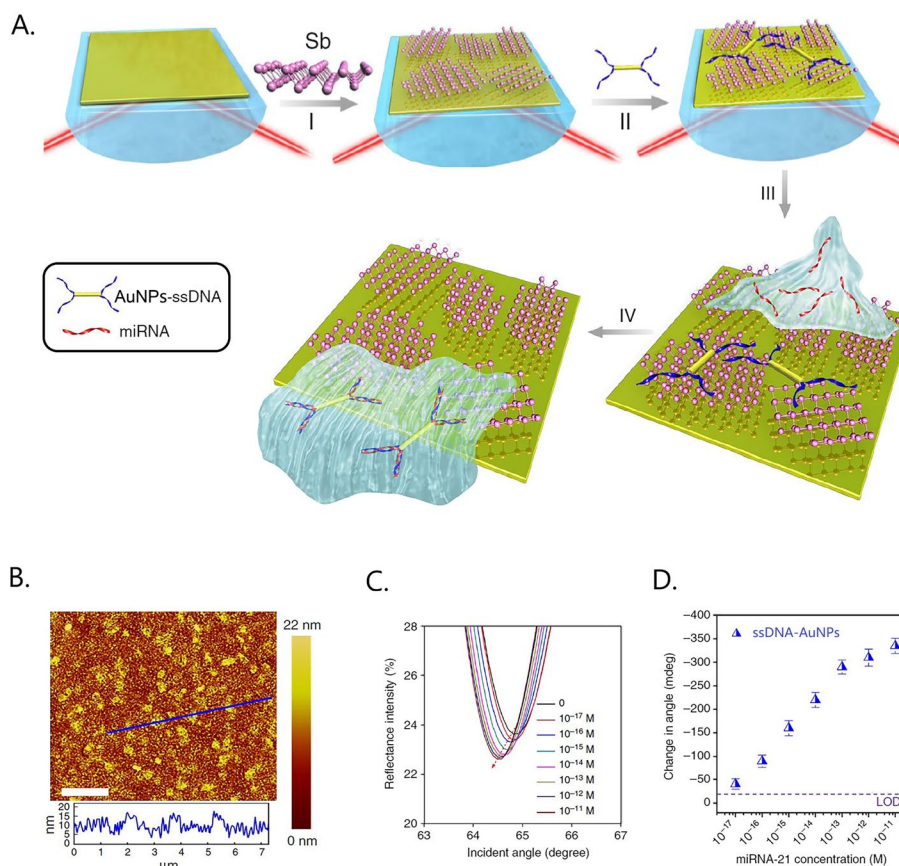 A.
Sb
I
II
III
IV
AuNPs-ssDNA
miRNA
B.
22 nm
0 nm
nm
15
10
5
0
0 1 2 3 4 5 6 7
μm
C.
Reflectance intensity (%)
28
26
24
22
20
63 64 65 66 67
Incident angle (degree)
0
10⁻¹⁷ M
10⁻¹⁶ M
10⁻¹⁵ M
10⁻¹⁴ M
10⁻¹³ M
10⁻¹² M
10⁻¹¹ M
D.
Change in angle (mdeg)
−400
−350
−300
−250
−200
−150
−100
−50
0
ssDNA-AuNPs
LOD
10⁻¹⁷ 10⁻¹⁶ 10⁻¹⁵ 10⁻¹⁴ 10⁻¹³ 10⁻¹² 10⁻¹¹
miRNA-21 concentration (M)